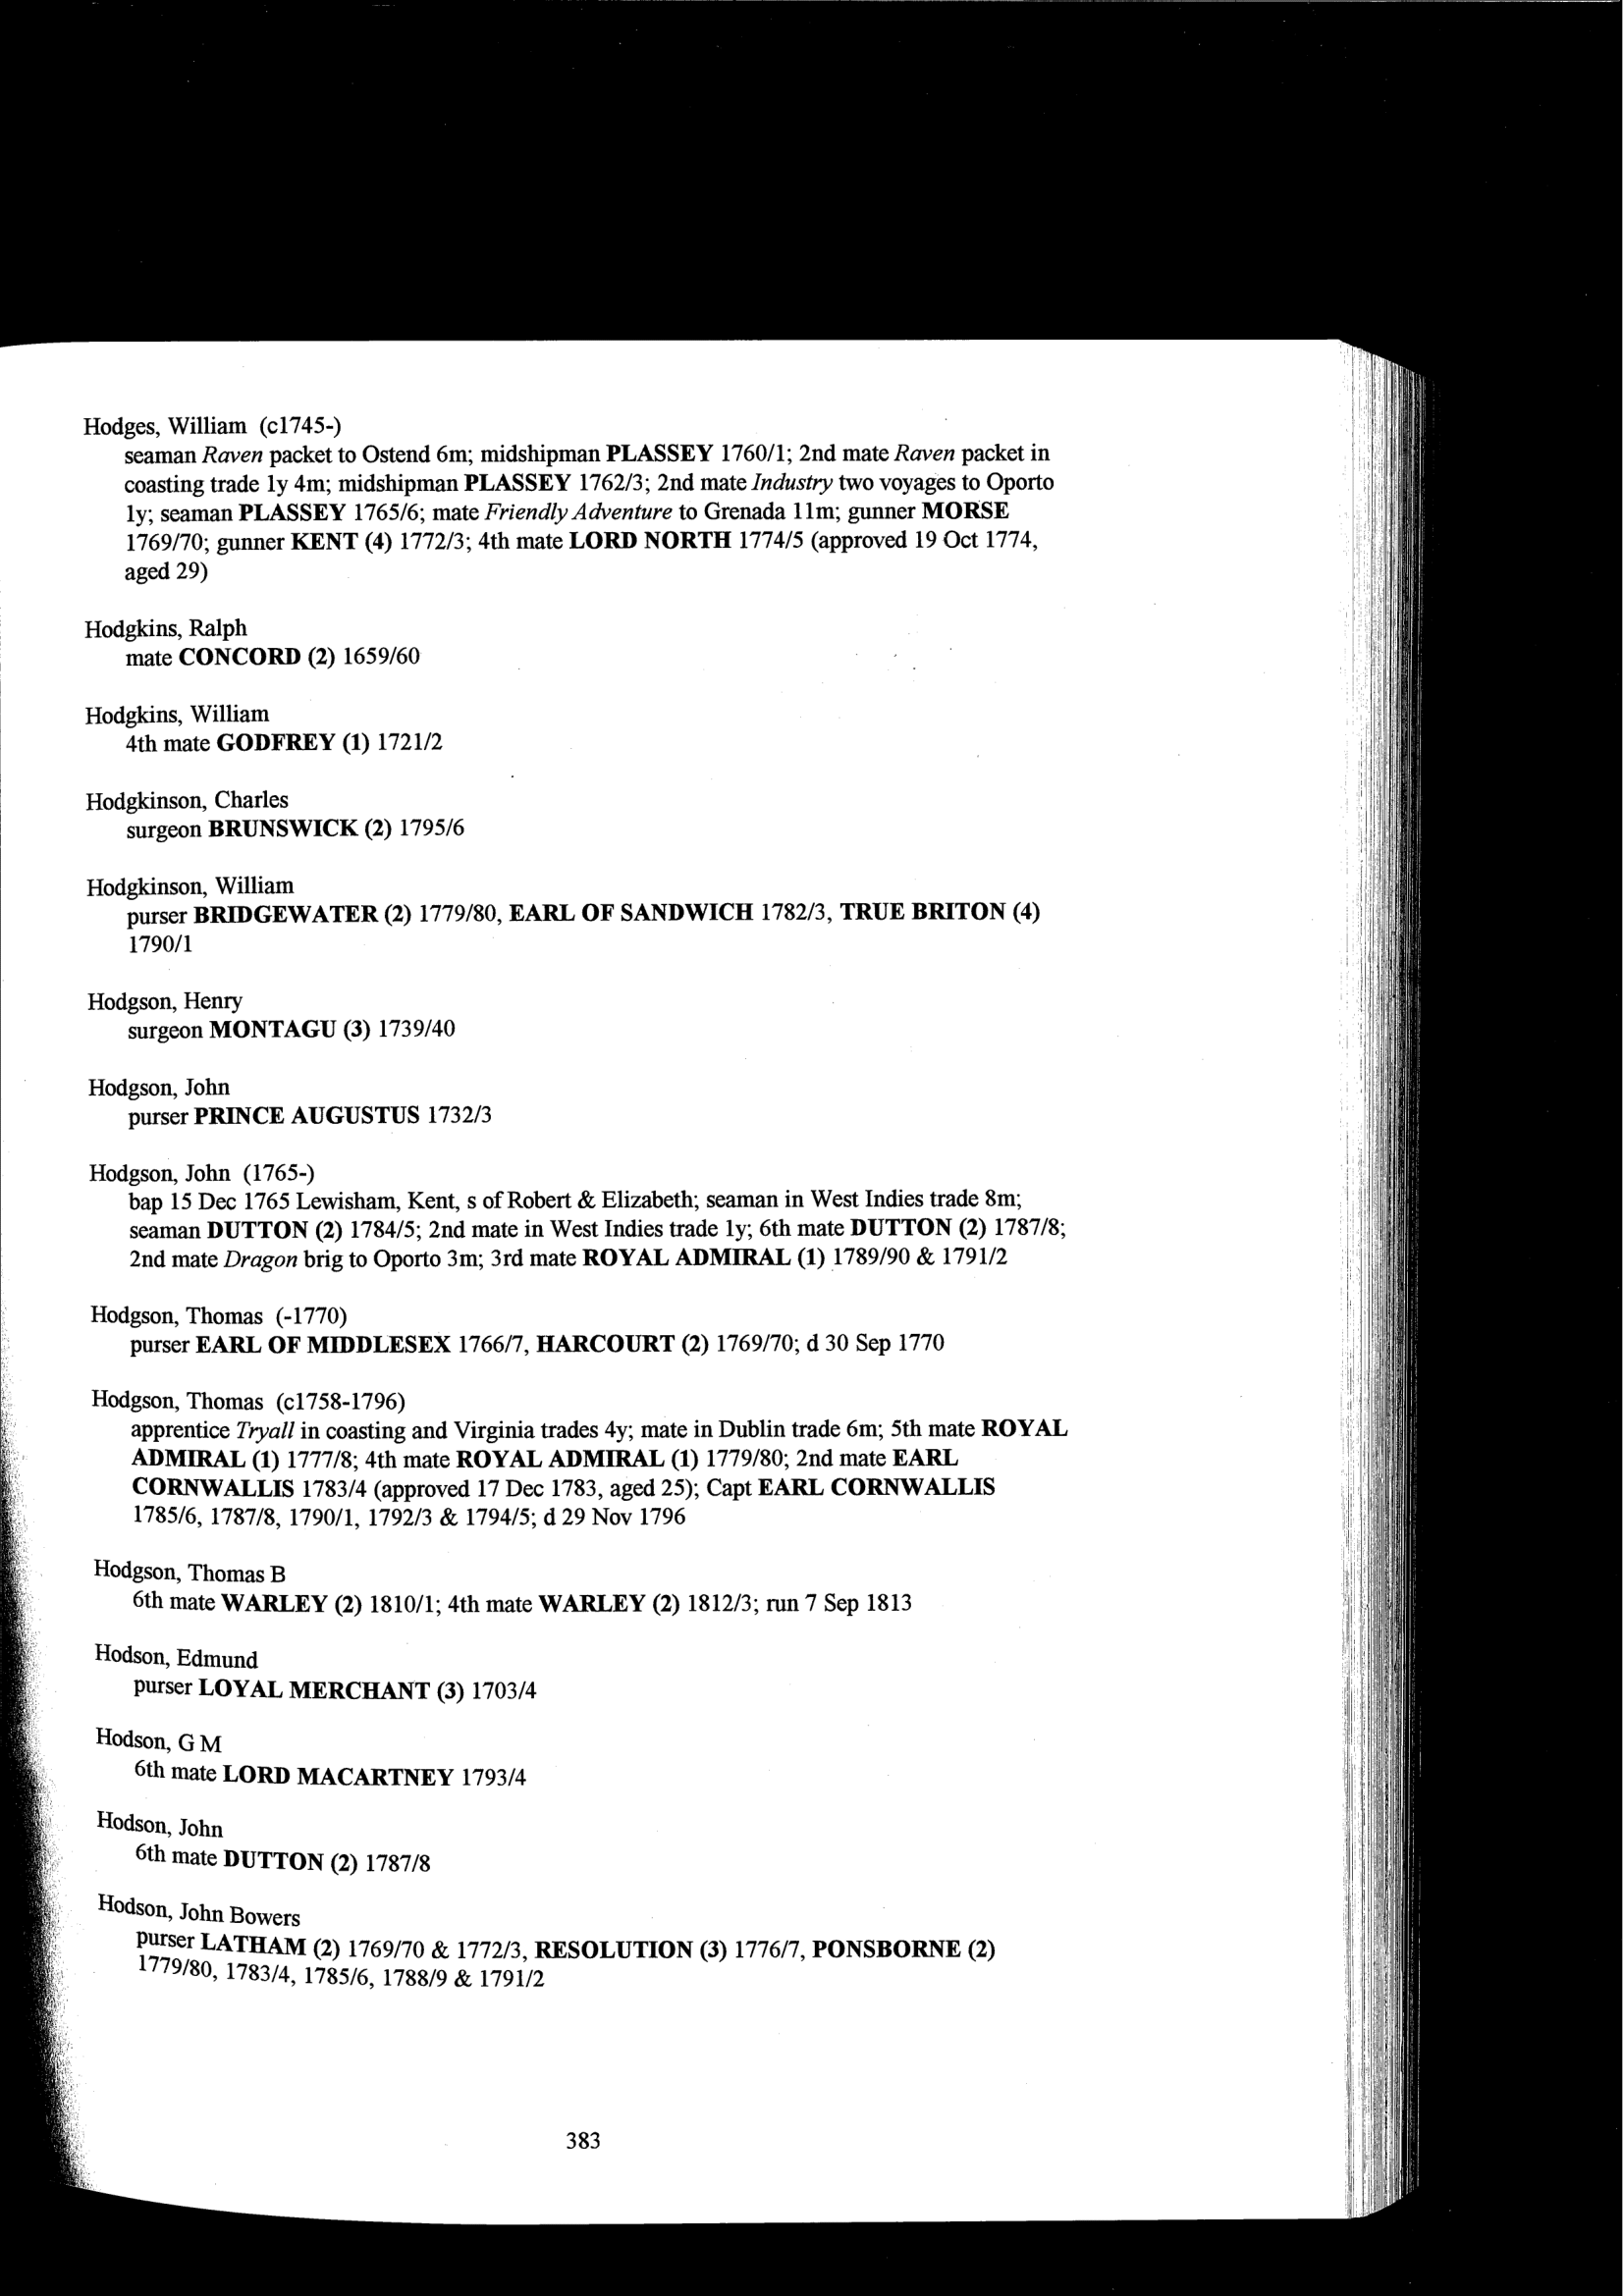 Hodges, William (c1745-)
seaman Raven packet to Ostend 6m; midshipman PLASSEY 1760/1; 2nd mate Raven packet in
coasting trade 1y 4m; midshipman PLASSEY 1762/3; 2nd mate Industry two voyages to Oporto
1y; seaman PLASSEY 1765/6; mate Friendly Adventure to Grenada 11m; gunner MORSE
1769/70; gunner KENT (4) 1772/3; 4th mate LORD NORTH 1774/5 (approved 19 Oct 1774,
aged 29)
Hodgkins, Ralph
mate CONCORD (2) 1659/60
Hodgkins, William
4th mate GODFREY (1) 1721/2
Hodgkinson, Charles
surgeon BRUNSWICK (2) 1795/6
Hodgkinson, William
purser BRIDGEWATER (2) 1779/80, EARL OF SANDWICH 1782/3, TRUE BRITON (4)
1790/1
Hodgson, Henry
surgeon MONTAGU (3) 1739/40
Hodgson, John
purser PRINCE AUGUSTUS 1732/3
Hodgson, John (1765-)
bap 15 Dec 1765 Lewisham, Kent, s of Robert & Elizabeth; seaman in West Indies trade 8m;
seaman DUTTON (2) 1784/5; 2nd mate in West Indies trade 1y; 6th mate DUTTON (2) 1787/8;
2nd mate Dragon brig to Oporto 3m; 3rd mate ROYAL ADMIRAL (1) 1789/90 & 1791/2
Hodgson, Thomas (-1770)
purser EARL OF MIDDLESEX 1766/7, HARCOURT (2) 1769/70; d 30 Sep 1770
Hodgson, Thomas (c1758-1796)
apprentice Tryall in coasting and Virginia trades 4y; mate in Dublin trade 6m; 5th mate ROYAL
ADMIRAL (1) 1777/8; 4th mate ROYAL ADMIRAL (1) 1779/80; 2nd mate EARL
CORNWALLIS 1783/4 (approved 17 Dec 1783, aged 25); Capt EARL CORNWALLIS
1785/6, 1787/8, 1790/1, 1792/3 & 1794/5; d 29 Nov 1796
Hodgson, Thomas B
6th mate WARLEY (2) 1810/1; 4th mate WARLEY (2) 1812/3; run 7 Sep 1813
Hodson, Edmund
purser LOYAL MERCHANT (3) 1703/4
Hodson, G M
6th mate LORD MACARTNEY 1793/4
Hodson, John
6th mate DUTTON (2) 1787/8
Hodson, John Bowers
purser LATHAM (2) 1769/70 & 1772/3, RESOLUTION (3) 1776/7, PONSBORNE (2)
1779/80, 1783/4, 1785/6, 1788/9 & 1791/2
383